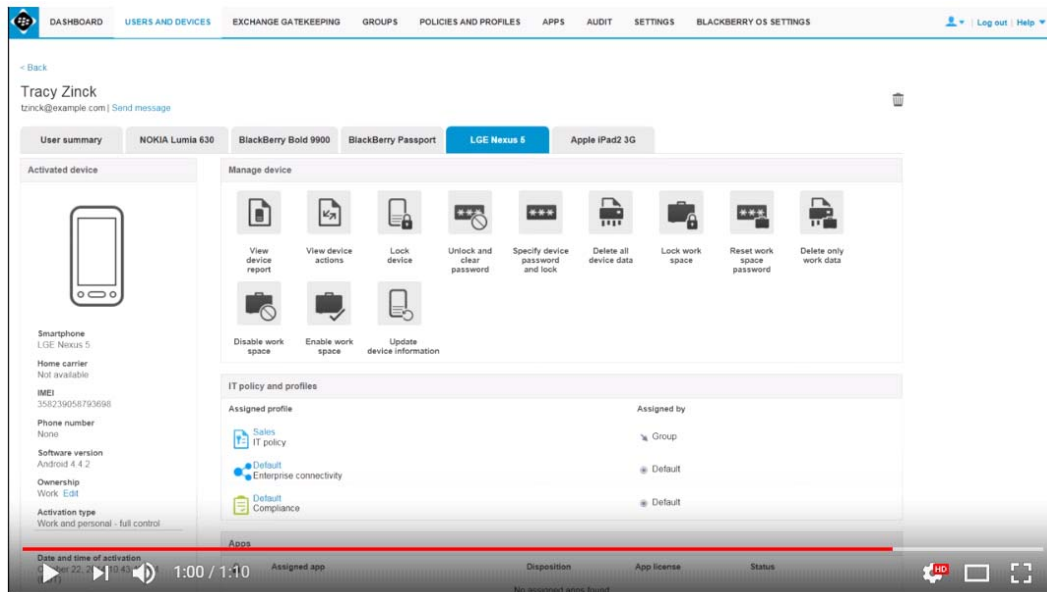 DASHBOARD USERS AND DEVICES EXCHANGE GATEKEEPING GROUPS POLICIES AND PROFILES APPS AUDIT SETTINGS BLACKBERRY OS SETTINGS | Log out | Help
< Back
Tracy Zinck
tzinck@example.com | Send message
User summary NOKIA Lumia 630 BlackBerry Bold 9900 BlackBerry Passport LGE Nexus 5 Apple iPad2 3G
Activated device
Smartphone
LGE Nexus 5
Home carrier
Not available
IMEI
358239058793698
Phone number
None
Software version
Android 4.4.2
Ownership
Work Edit
Activation type
Work and personal - full control
Date and time of activation
Manage device
View
device
report
View device
actions
Lock
device
Unlock and
clear
password
Specify device
password
and lock
Delete all
device data
Lock work
space
Reset work
space
password
Delete only
work data
Disable work
space
Enable work
space
Update
device information
IT policy and profiles
Assigned profile Assigned by
Sales
IT policy
Group
Default
Enterprise connectivity
Default
Default
Compliance
Default
Apps
Assigned app Disposition App license Status
No assigned apps found
1:00 / 1:10
HD